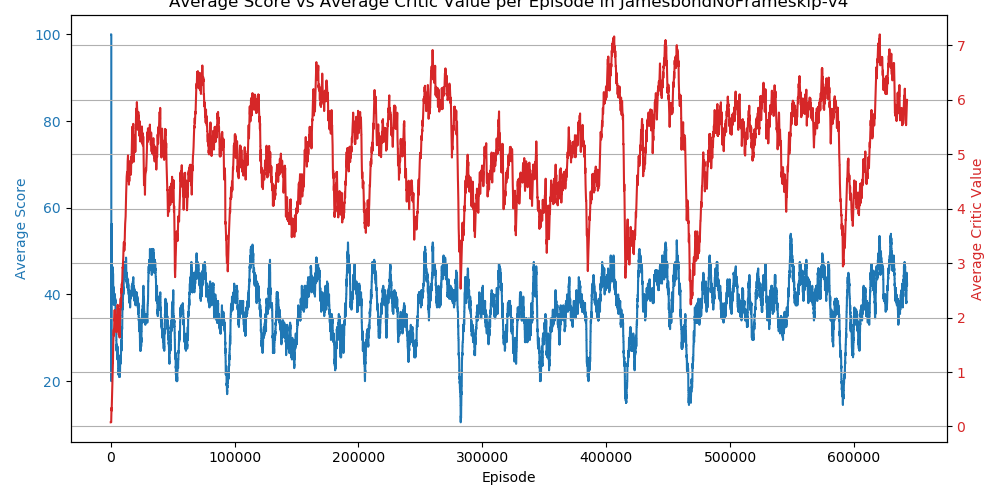 Average Score vs Average Critic Value per Episode in JamesbondNoFrameskip-v4
100
80
60
40
20
Average Score
7
6
5
4
3
2
1
0
Average Critic Value
0 100000 200000 300000 400000 500000 600000
Episode